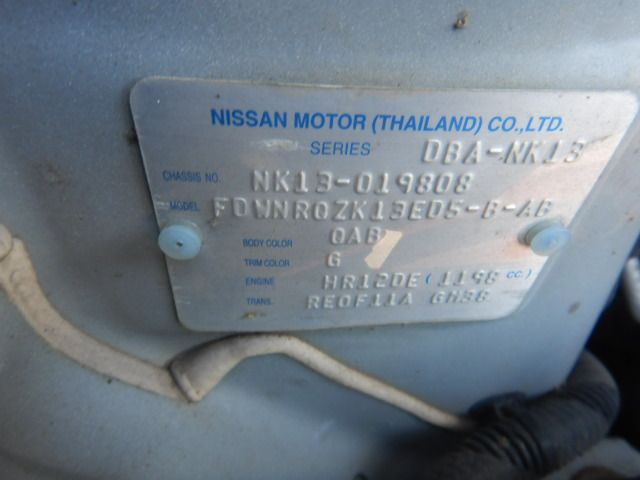 NISSAN MOTOR (THAILAND) CO.,LTD.
SERIES DBA-NK13
CHASSIS NO. NK13-019808
MODEL FDWNR0ZK13ED5-B-AB
BODY COLOR 0AB
TRIM COLOR G
ENGINE HR12DE ( 1198 CC.)
TRANS. RE0F11A GH38